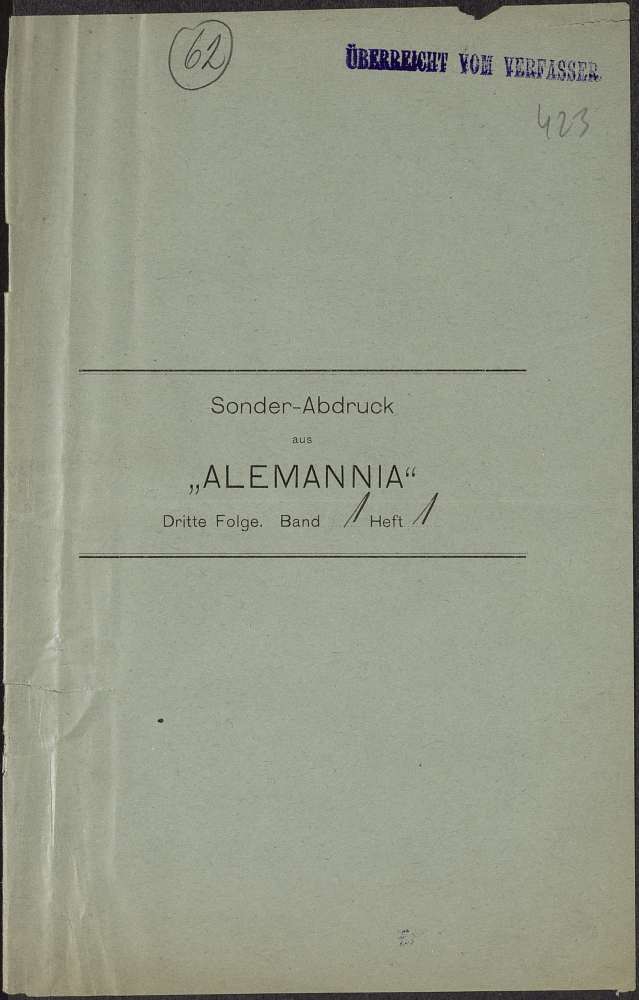 62
ÜBERREICHT VOM VERFASSER
423
Sonder-Abdruck
aus
„ALEMANNIA“
Dritte Folge. Band 1 Heft 1